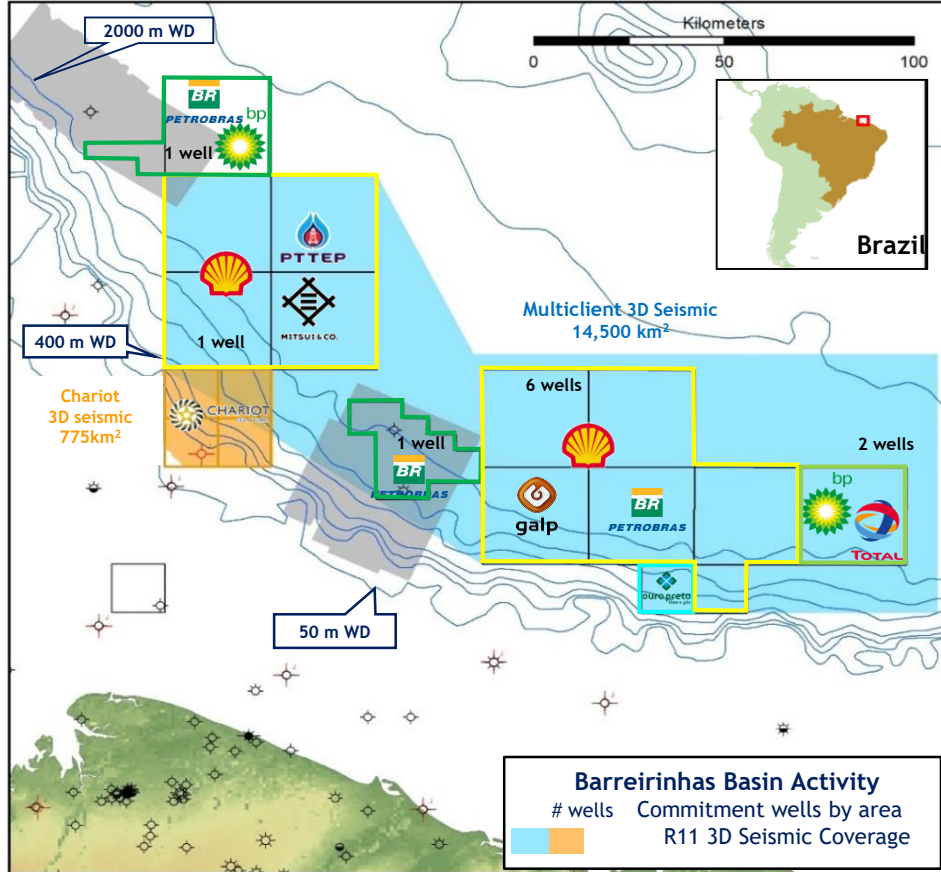 2000 m WD
Kilometers
0 50 100
BR
PETROBRAS
bp
1 well
Brazil
PTTEP
MITSUI & CO.
1 well
400 m WD
Multiclient 3D Seismic
14,500 km²
Chariot
3D seismic
775km²
CHARIOT
6 wells
1 well
BR
PETROBRAS
2 wells
galp
BR
PETROBRAS
bp
TOTAL
ouro preto
50 m WD
Barreirinhas Basin Activity
# wells Commitment wells by area
R11 3D Seismic Coverage